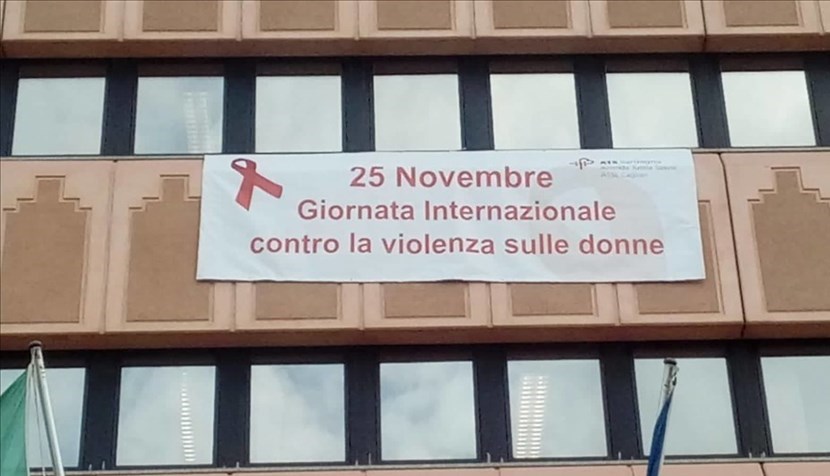 25 Novembre
Giornata Internazionale
contro la violenza sulle donne